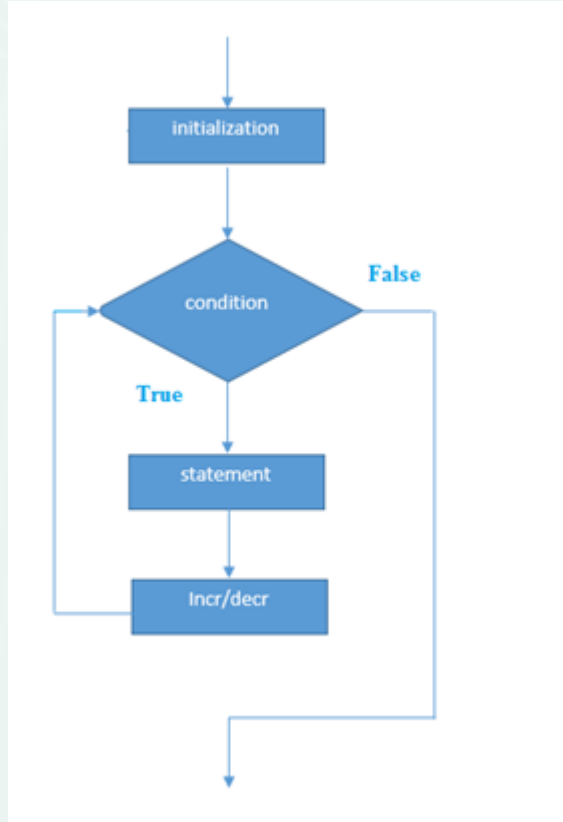 initialization
condition
False
True
statement
Incr/decr